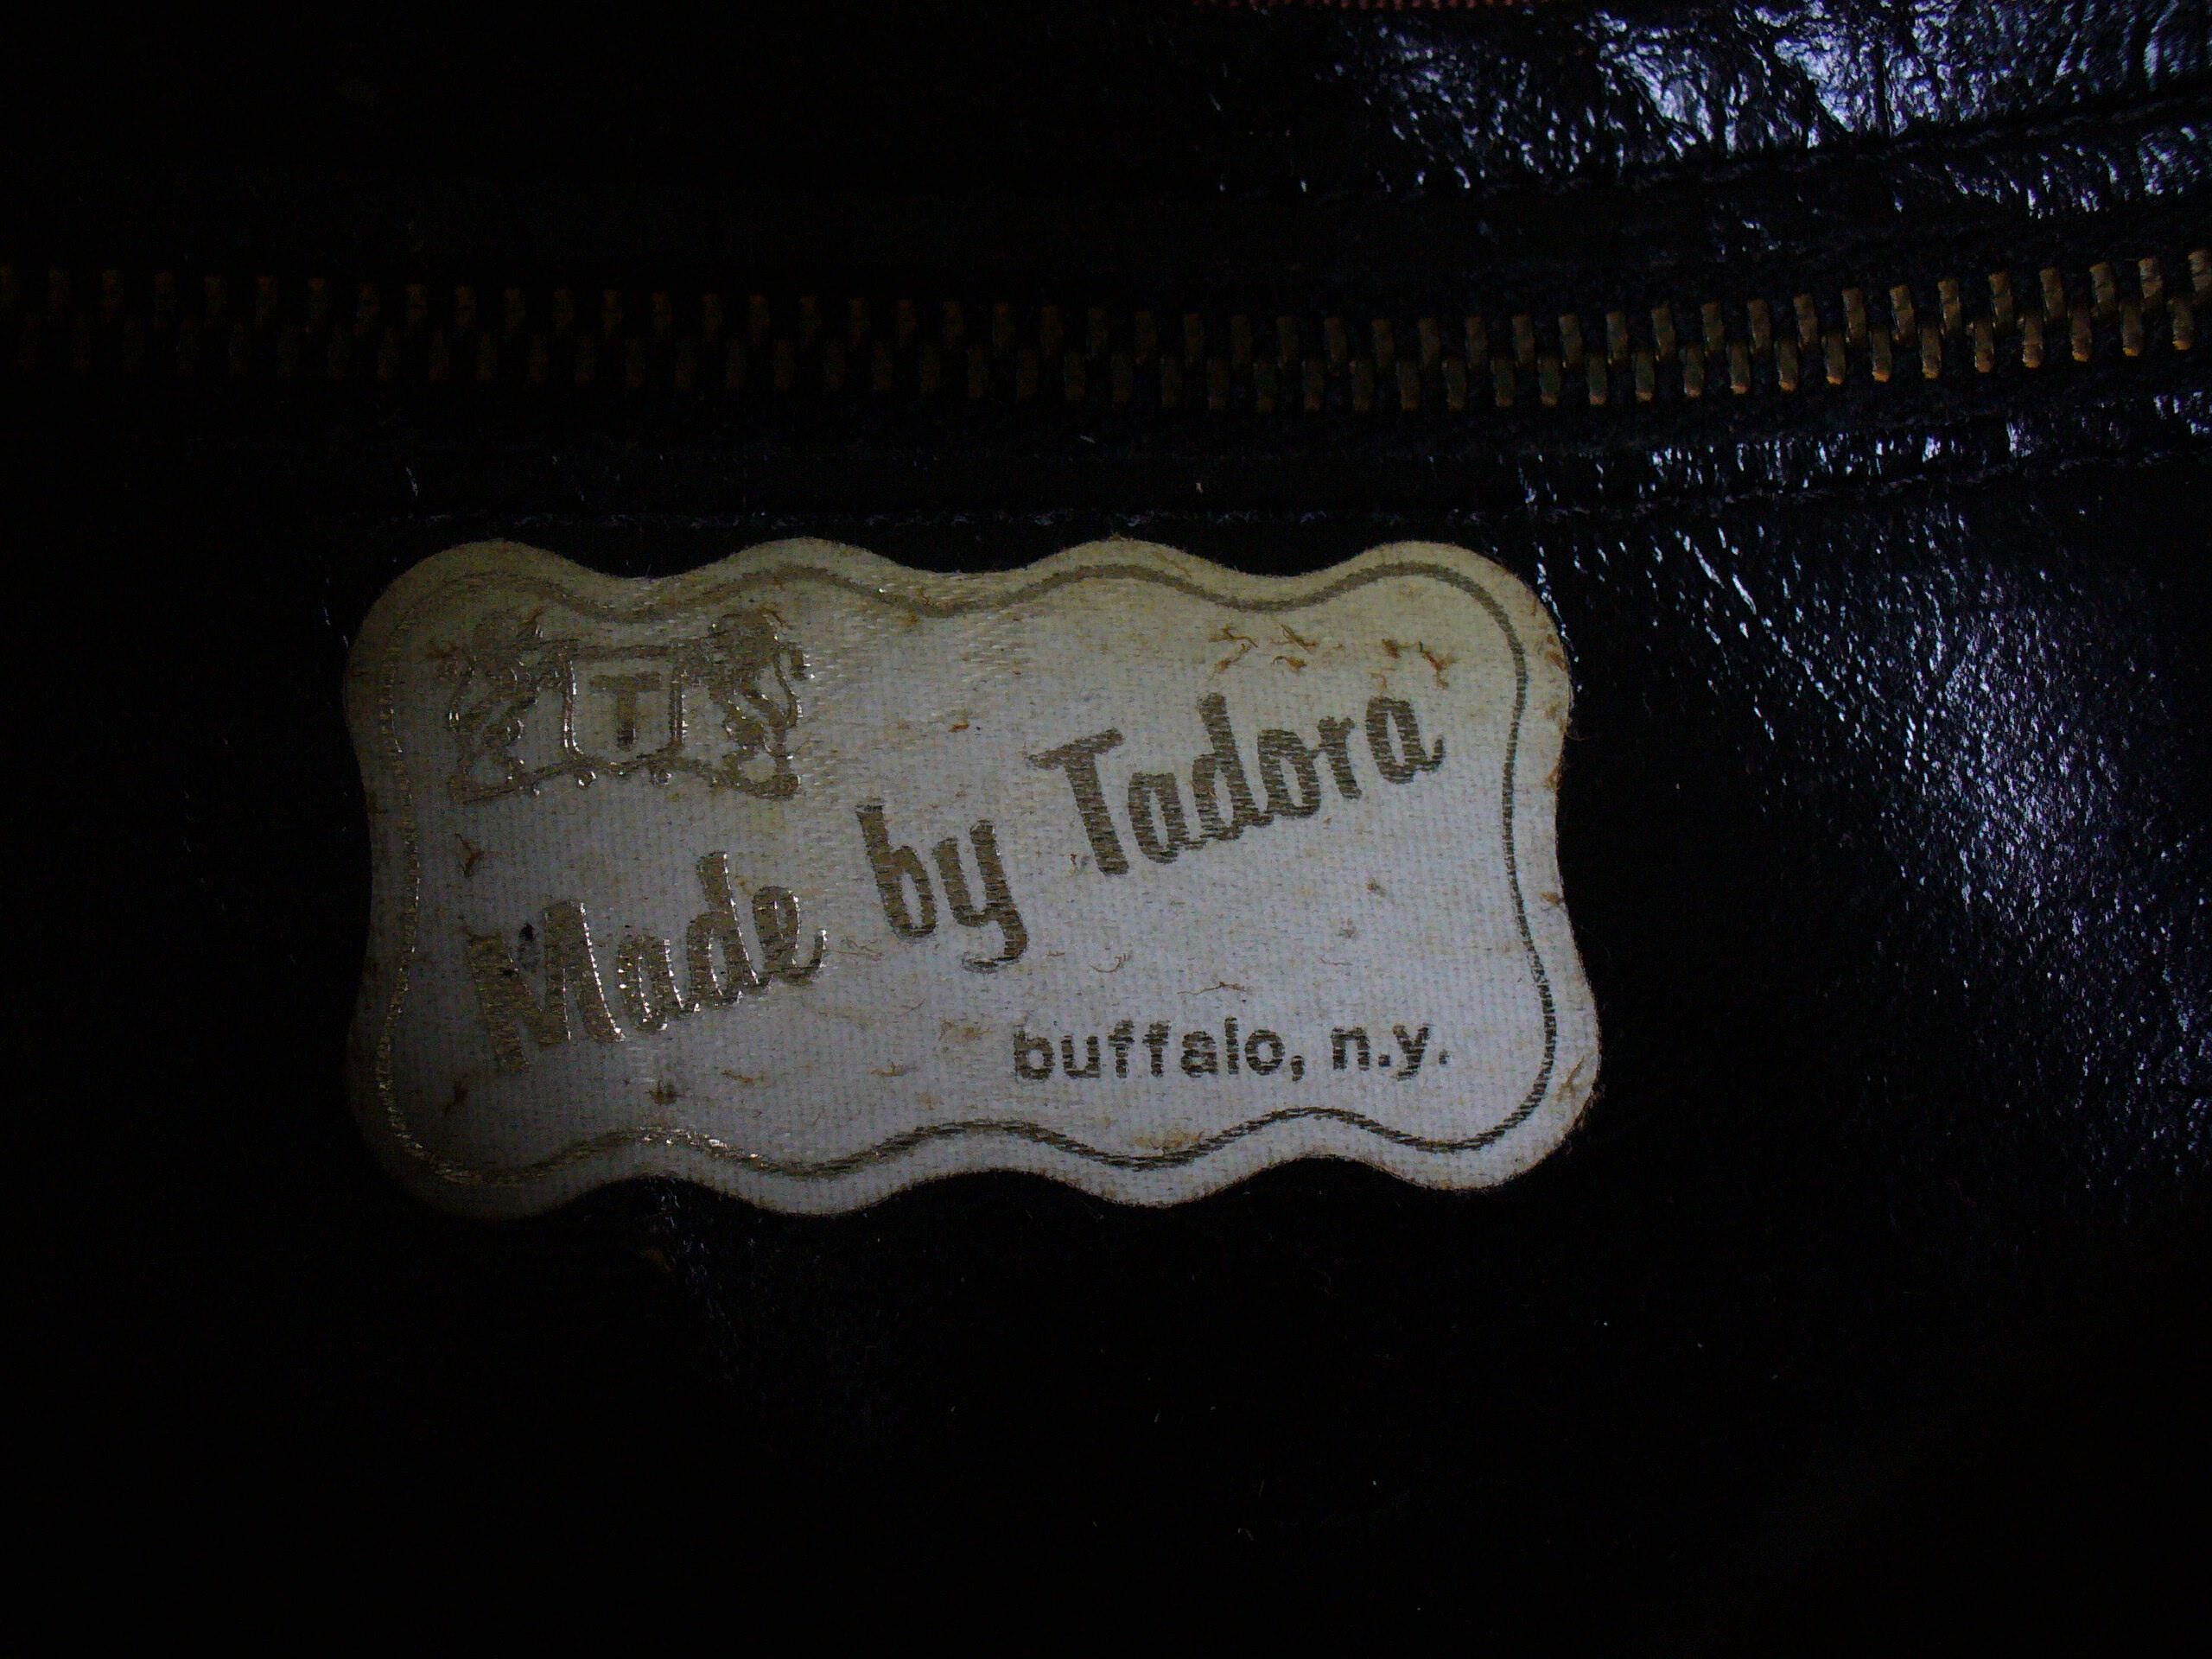 T
Made by Tadora
buffalo, n.y.